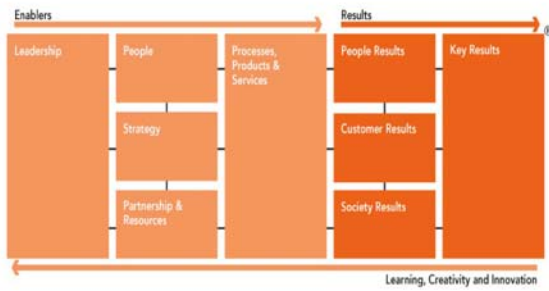 Enablers
Results
®
Leadership
People
Processes,
Products &
Services
People Results
Key Results
Strategy
Customer Results
Partnership &
Resources
Society Results
Learning, Creativity and Innovation